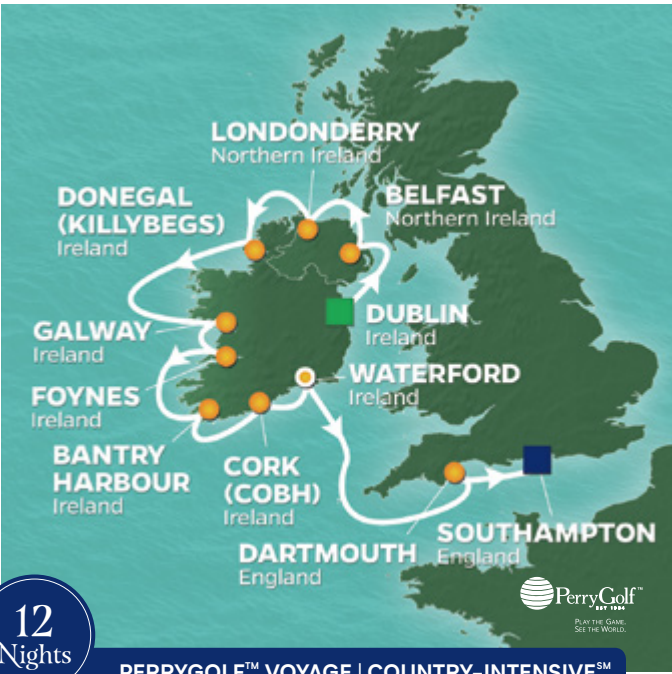 LONDONDERRY
Northern Ireland
DONEGAL
(KILLYBEGS)
Ireland
BELFAST
Northern Ireland
DUBLIN
Ireland
GALWAY
Ireland
WATERFORD
Ireland
FOYNES
Ireland
BANTRY
HARBOUR
Ireland
CORK
(COBH)
Ireland
SOUTHAMPTON
England
DARTMOUTH
England
PerryGolf™
EST 1984
PLAY THE GAME.
SEE THE WORLD.
12
Nights
PERRYGOLF™ VOYAGE | COUNTRY-INTENSIVE℠